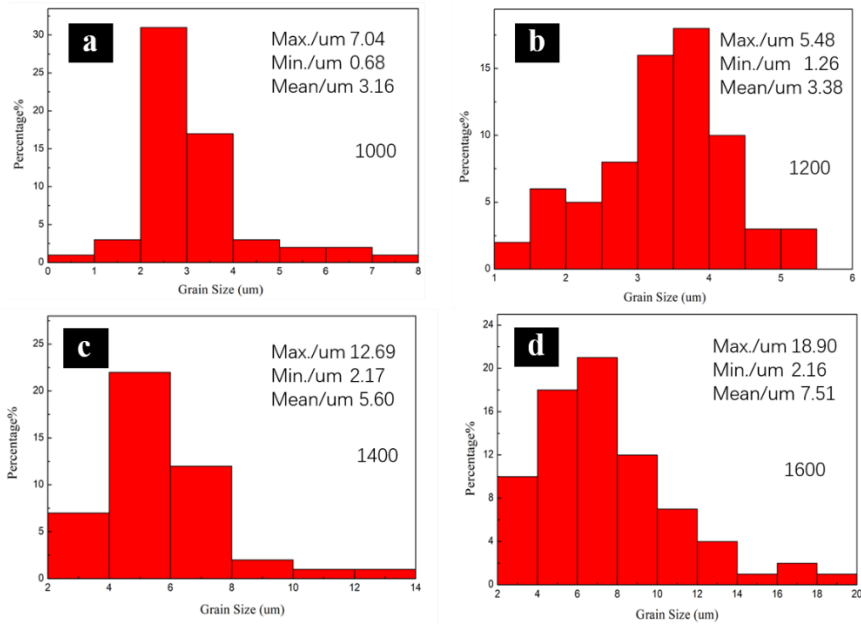 a
Max./um 7.04
Min./um 0.68
Mean/um 3.16
1000
Percentage%
30
25
20
15
10
5
0
0 1 2 3 4 5 6 7 8
Grain Size (um)
b
Max./um 5.48
Min./um 1.26
Mean/um 3.38
1200
Percentage%
15
10
5
0
1 2 3 4 5 6
Grain Size (um)
c
Max./um 12.69
Min./um 2.17
Mean/um 5.60
1400
Percentage%
25
20
15
10
5
0
2 4 6 8 10 12 14
Grain Size (um)
d
Max./um 18.90
Min./um 2.16
Mean/um 7.51
1600
Percentage%
24
20
16
12
8
4
0
2 4 6 8 10 12 14 16 18 20
Grain Size (um)